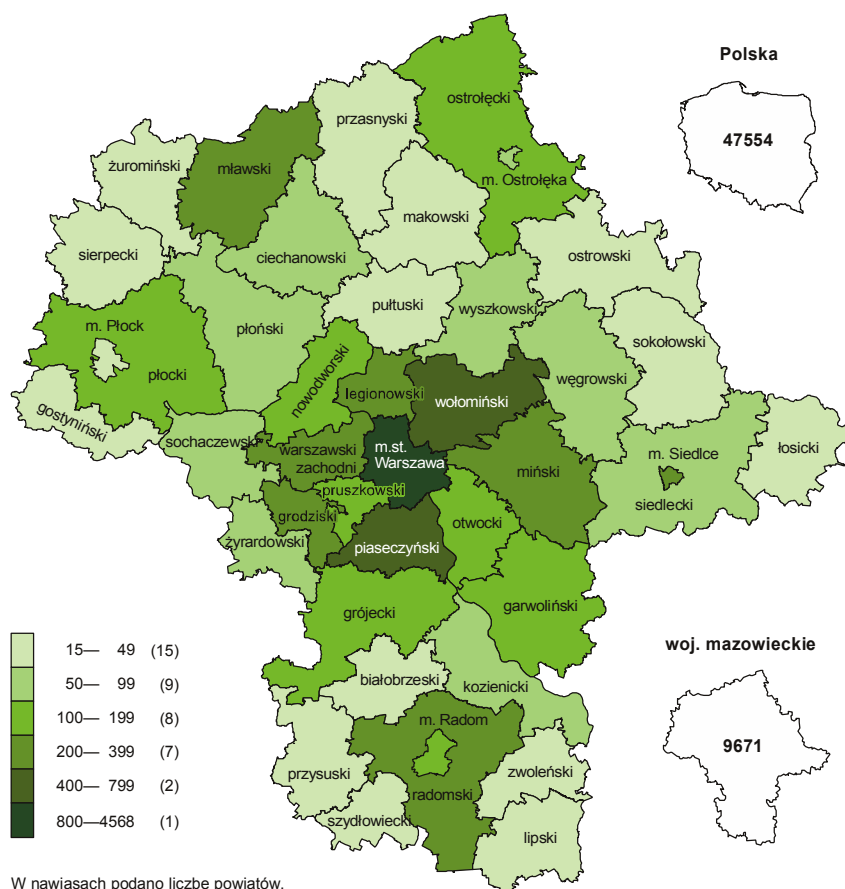 Polska
47554
ostrołęcki
przasnyski
żuromiński
mławski
m. Ostrołęka
makowski
sierpecki
ciechanowski
ostrowski
pułtuski
wyszkowski
m. Płock
płoński
sokołowski
płocki
nowodworski
legionowski
węgrowski
wołomiński
gostyniński
sochaczewski
warszawski
zachodni
m.st.
Warszawa
miński
m. Siedlce
łosicki
siedlecki
pruszkowski
grodziski
otwocki
żyrardowski
piaseczyński
grójecki
garwoliński
15— 49 (15)
50— 99 (9)
100— 199 (8)
200— 399 (7)
400— 799 (2)
800—4568 (1)
woj. mazowieckie
9671
białobrzeski
kozienicki
m. Radom
przysuski
zwoleński
radomski
szydłowiecki
lipski
W nawiasach podano liczbę powiatów.